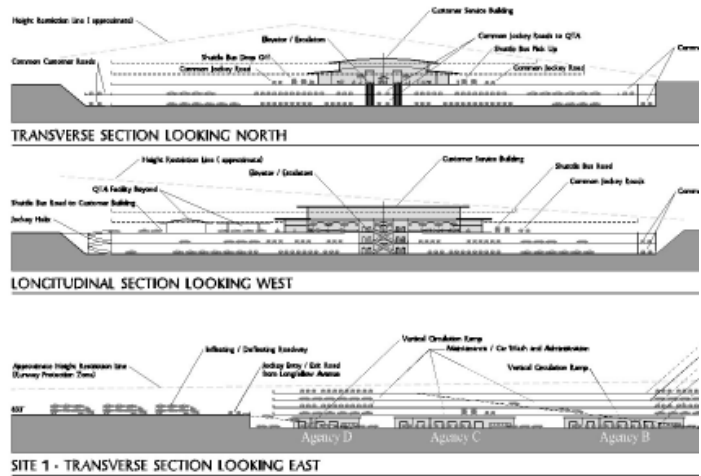 Height Restriction Line ( approximate)
Customer Service Building
Elevator / Escalators
Common Jockey Roads to QTA
Shuttle Bus Drop Off
Shuttle Bus Pick Up
Common Customer Roads
Common Jockey Road
Common Jockey Road
TRANSVERSE SECTION LOOKING NORTH
Height Restriction Line ( approximate)
Customer Service Building
Elevator / Escalators
Shuttle Bus Road
QTA Facility Beyond
Common Jockey Roads
Shuttle Bus Road to Customer Building
Jockey Helix
LONGITUDINAL SECTION LOOKING WEST
Vertical Circulation Ramp
Inflecting / Deflecting Roadway
Maintenance / Car Wash and Administration
Approximate Height Restriction Line
(Runway Protection Zone)
Jockey Entry / Exit Road
from Longfellow Avenue
Vertical Circulation Ramp
Agency D
Agency C
Agency B
SITE 1 - TRANSVERSE SECTION LOOKING EAST